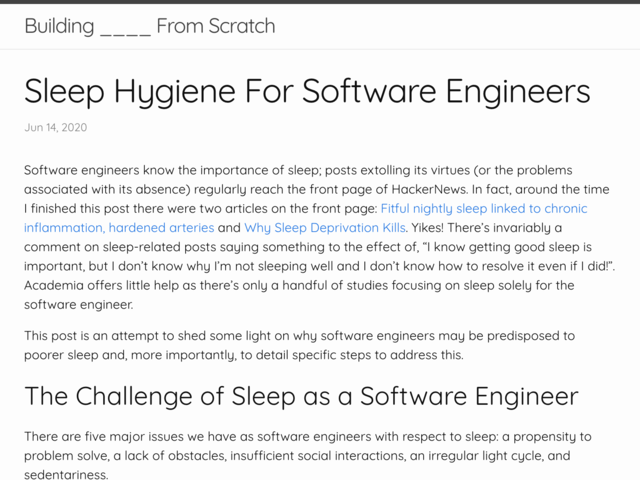 Building ____ From Scratch
Sleep Hygiene For Software Engineers
Jun 14, 2020
Software engineers know the importance of sleep; posts extolling its virtues (or the problems
associated with its absence) regularly reach the front page of HackerNews. In fact, around the time
I finished this post there were two articles on the front page: Fitful nightly sleep linked to chronic
inflammation, hardened arteries and Why Sleep Deprivation Kills. Yikes! There’s invariably a
comment on sleep-related posts saying something to the effect of, “I know getting good sleep is
important, but I don’t know why I’m not sleeping well and I don’t know how to resolve it even if I did!”.
Academia offers little help as there’s only a handful of studies focusing on sleep solely for the
software engineer.
This post is an attempt to shed some light on why software engineers may be predisposed to
poorer sleep and, more importantly, to detail specific steps to address this.
The Challenge of Sleep as a Software Engineer
There are five major issues we have as software engineers with respect to sleep: a propensity to
problem solve, a lack of obstacles, insufficient social interactions, an irregular light cycle, and
sedentariness.